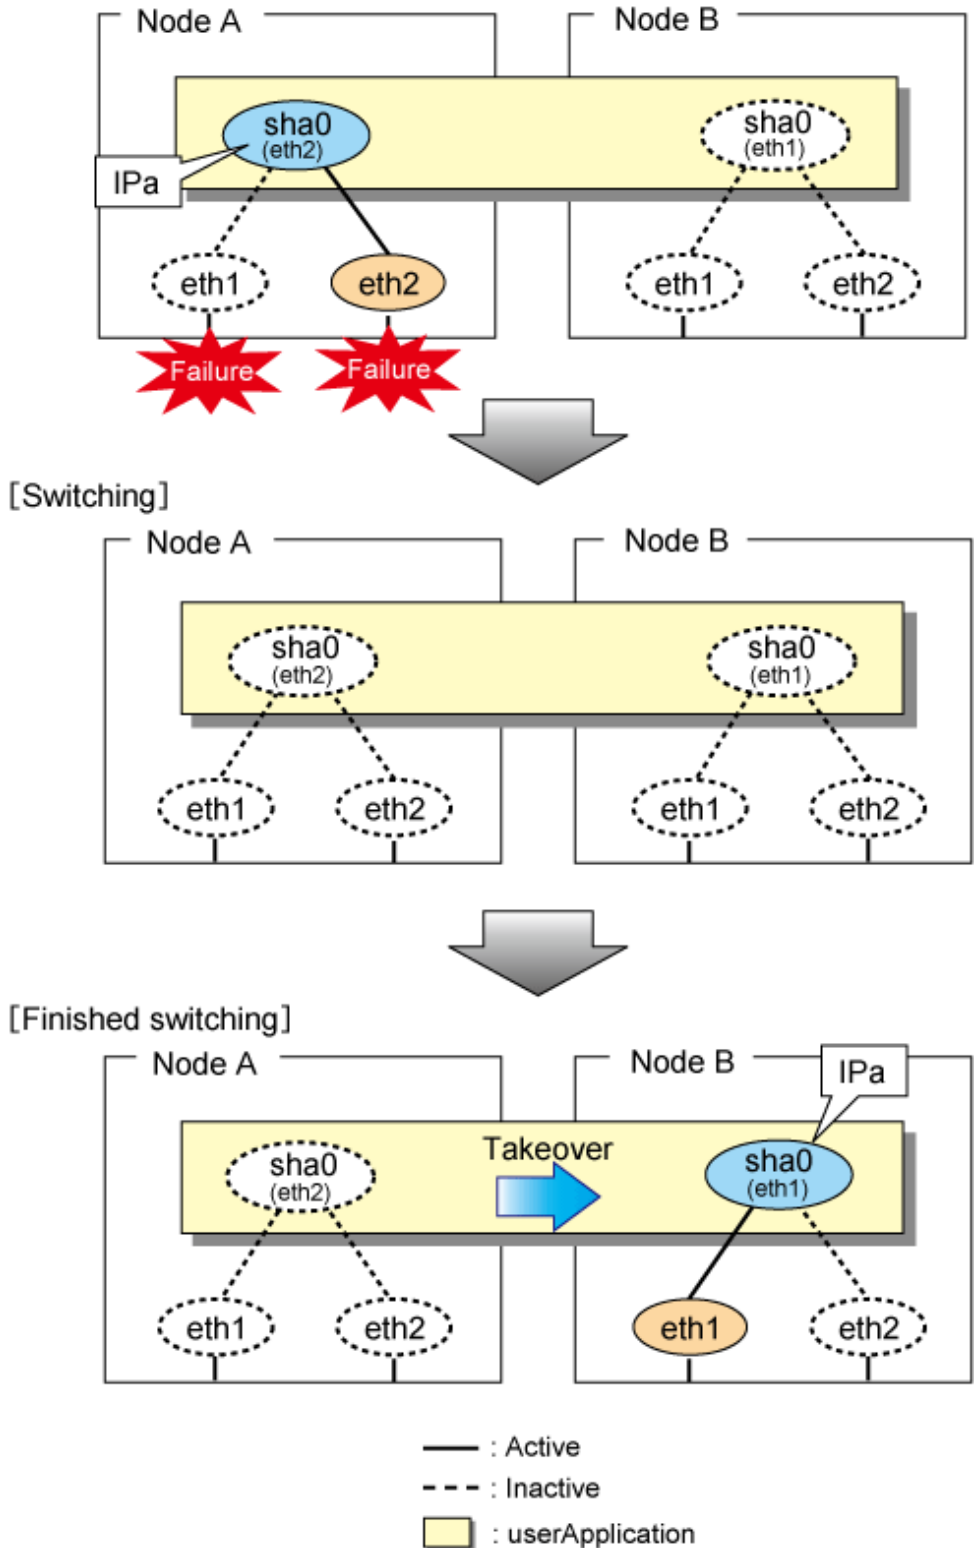 Node A
Node B
sha0
(eth2)
sha0
(eth1)
IPa
eth1
eth2
eth1
eth2
Failure
Failure
[Switching]
Node A
Node B
sha0
(eth2)
sha0
(eth1)
eth1
eth2
eth1
eth2
[Finished switching]
Node A
Node B
IPa
Takeover
sha0
(eth2)
sha0
(eth1)
eth1
eth2
eth1
eth2
: Active
: Inactive
: userApplication